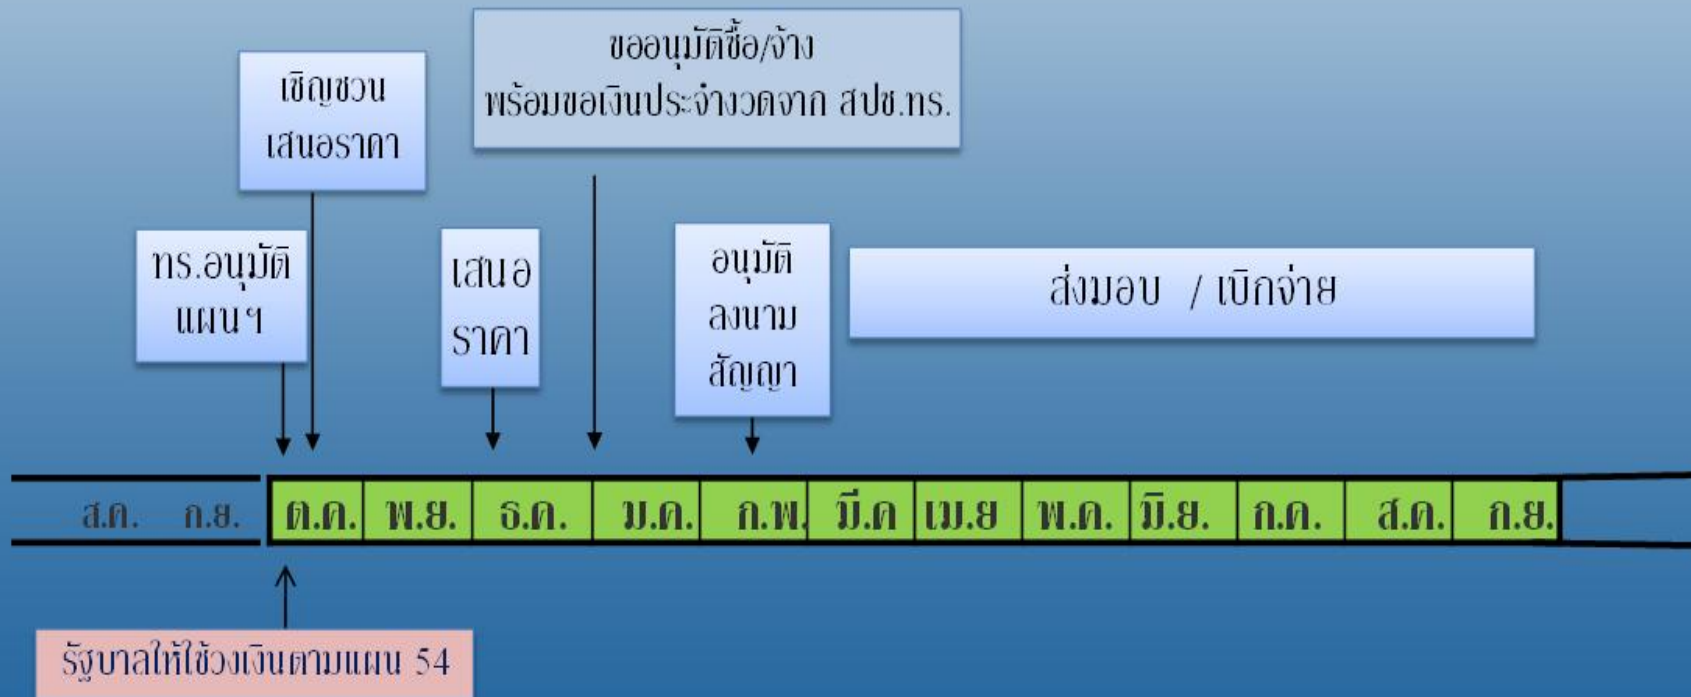 ขออนุมัติซื้อ/จ้าง
พร้อมขอเงินประจำงวดจาก สปช.ทร.
เชิญชวน
เสนอราคา
ทร.อนุมัติ
แผนฯ
เสนอ
ราคา
อนุมัติ
ลงนาม
สัญญา
ส่งมอบ / เบิกจ่าย
ส.ค. ก.ย. ต.ค. พ.ย. ธ.ค. ม.ค. ก.พ. มี.ค เม.ย พ.ค. มิ.ย. ก.ค. ส.ค. ก.ย.
รัฐบาลให้ใช้วงเงินตามแผน 54